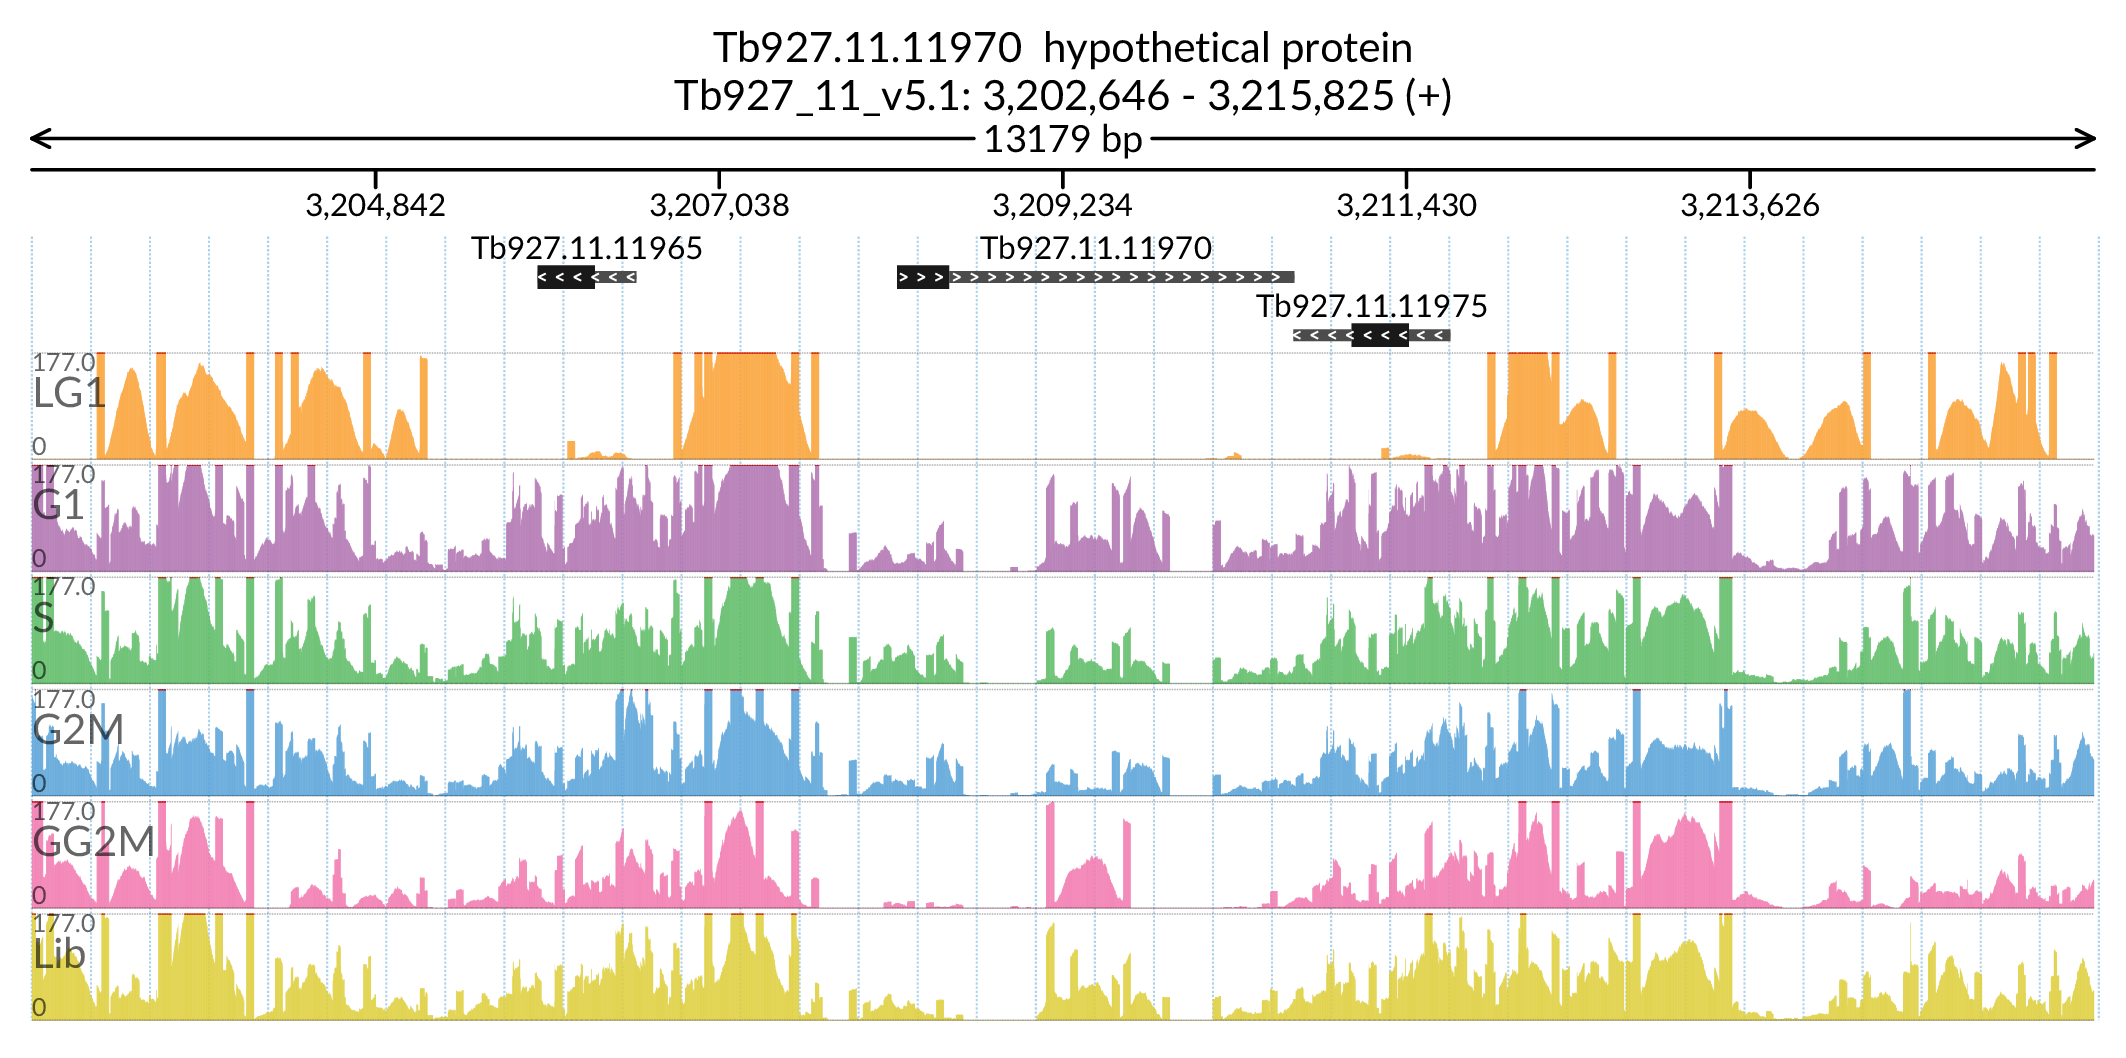 Tb927.11.11970  hypothetical protein
Tb927_11_v5.1: 3,202,646 - 3,215,825 (+)
13179 bp
3,204,842 3,207,038 3,209,234 3,211,430 3,213,626
Tb927.11.11965 Tb927.11.11970
Tb927.11.11975
177.0
LG1
0
177.0
G1
0
177.0
S
0
177.0
G2M
0
177.0
GG2M
0
177.0
Lib
0